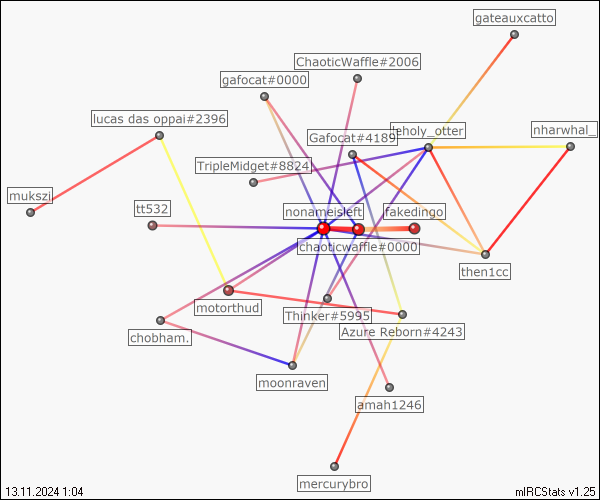 gateauxcatto
ChaoticWaffle#2006
gafocat#0000
lucas das oppai#2396
Gafocat#4189
leholy_otter
nharwhal_
TripleMidget#8824
mukszi
tt532
nonameisleft
fakedingo
chaoticwaffle#0000
then1cc
motorthud
Thinker#5995
Azure Reborn#4243
chobham.
moonraven
amah1246
mercurybro
13.11.2024 1:04
mIRCStats v1.25